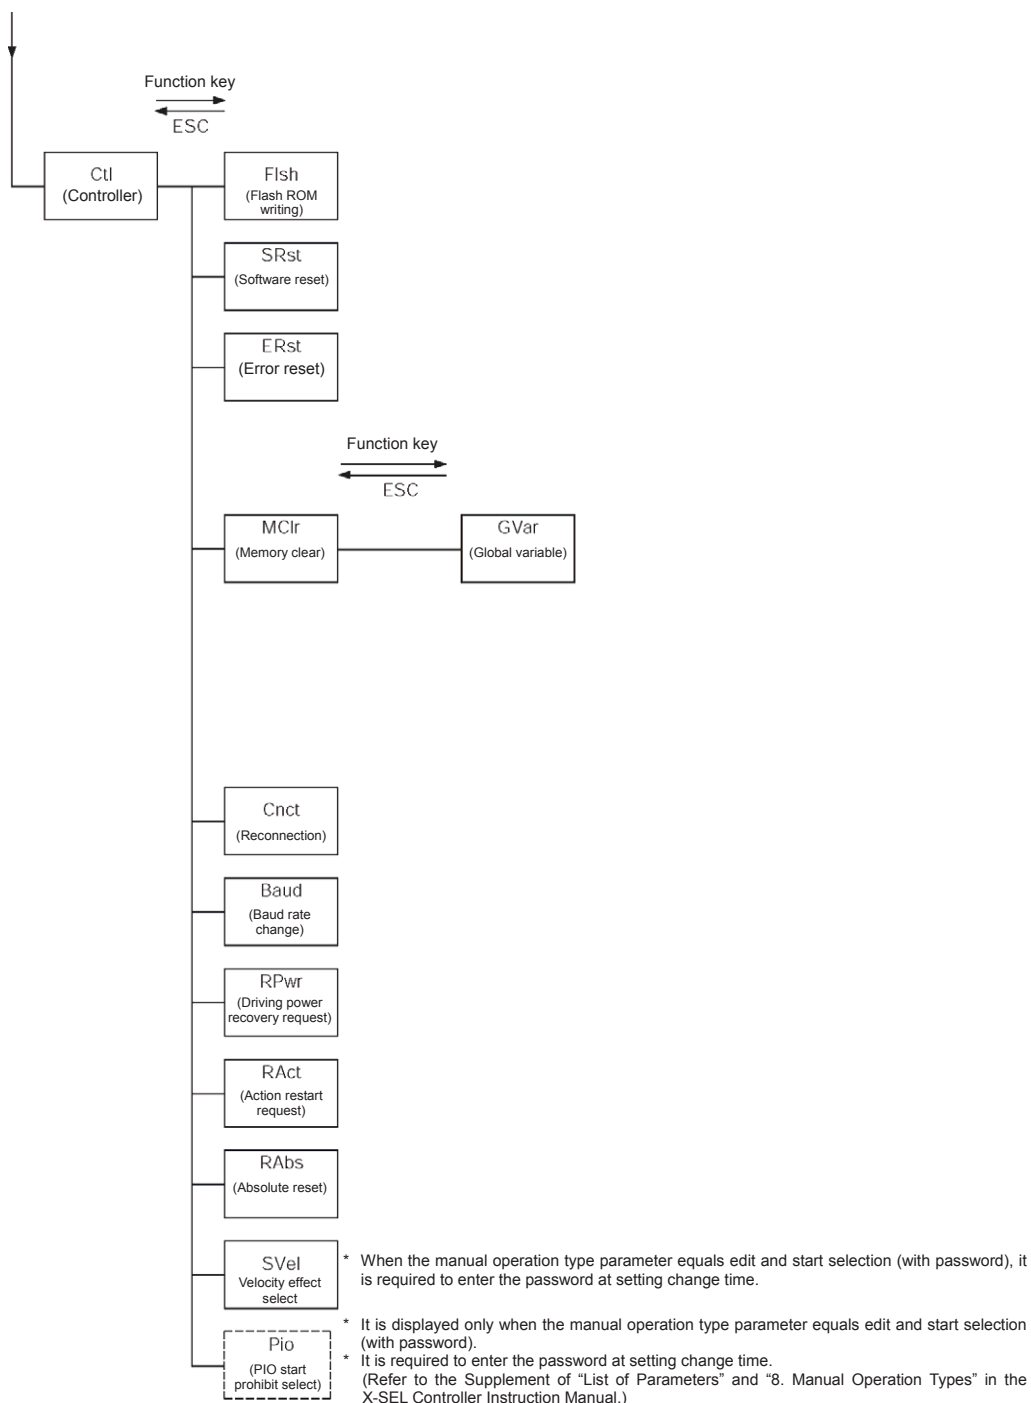 Function key
ESC
Ctl
(Controller)
Flsh
(Flash ROM
writing)
SRst
(Software reset)
ERst
(Error reset)
Function key
ESC
MClr
(Memory clear)
GVar
(Global variable)
Cnct
(Reconnection)
Baud
(Baud rate
change)
RPwr
(Driving power
recovery request)
RAct
(Action restart
request)
RAbs
(Absolute reset)
SVel
Velocity effect
select
* When the manual operation type parameter equals edit and start selection (with password), it
is required to enter the password at setting change time.
Pio
(PIO start
prohibit select)
* It is displayed only when the manual operation type parameter equals edit and start selection
(with password).
* It is required to enter the password at setting change time.
(Refer to the Supplement of “List of Parameters” and “8. Manual Operation Types” in the
X-SEL Controller Instruction Manual.)